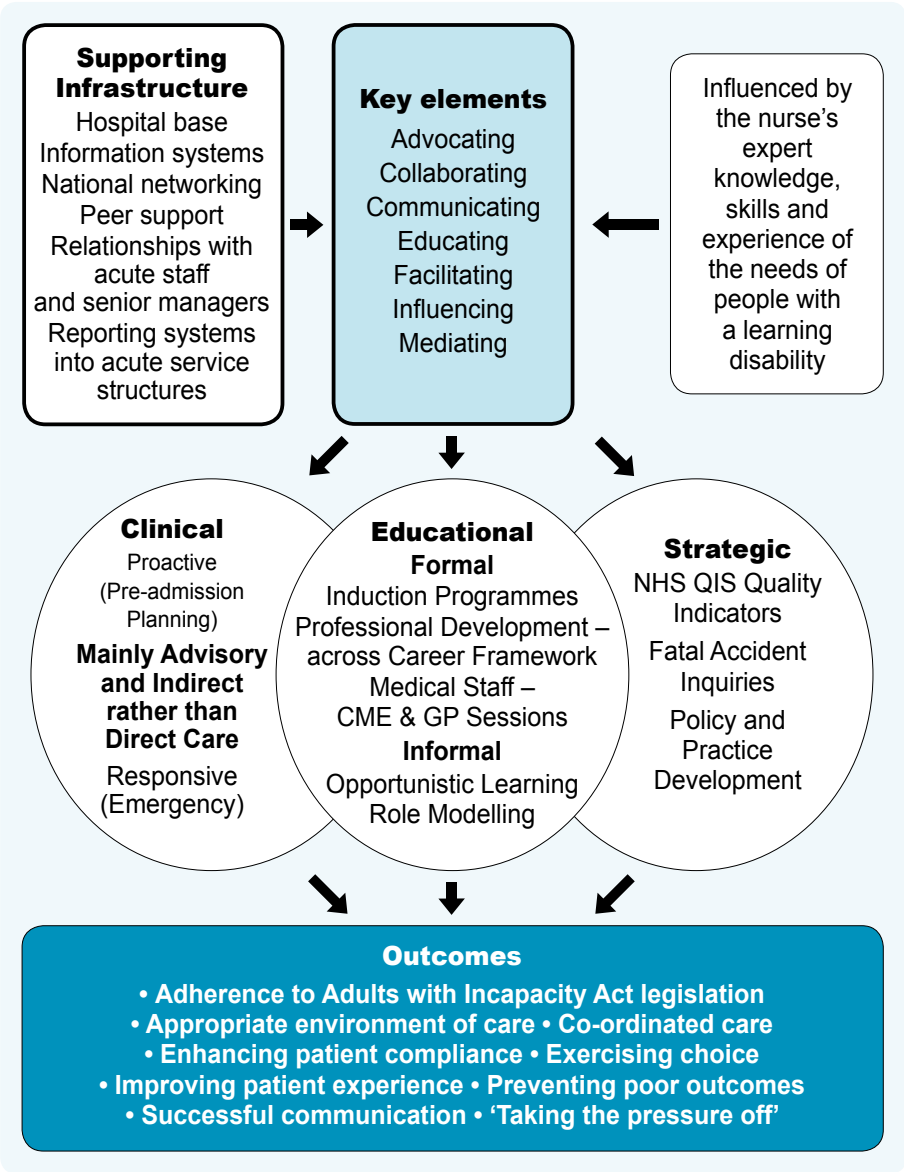 Supporting
Infrastructure
Hospital base
Information systems
National networking
Peer support
Relationships with
acute staff
and senior managers
Reporting systems
into acute service
structures
Key elements
Advocating
Collaborating
Communicating
Educating
Facilitating
Influencing
Mediating
Influenced by
the nurse’s
expert
knowledge,
skills and
experience of
the needs of
people with
a learning
disability
Clinical
Proactive
(Pre-admission
Planning)
Mainly Advisory
and Indirect
rather than
Direct Care
Responsive
(Emergency)
Educational
Formal
Induction Programmes
Professional Development –
across Career Framework
Medical Staff –
CME & GP Sessions
Informal
Opportunistic Learning
Role Modelling
Strategic
NHS QIS Quality
Indicators
Fatal Accident
Inquiries
Policy and
Practice
Development
Outcomes
• Adherence to Adults with Incapacity Act legislation
• Appropriate environment of care • Co-ordinated care
• Enhancing patient compliance • Exercising choice
• Improving patient experience • Preventing poor outcomes
• Successful communication • ‘Taking the pressure off’